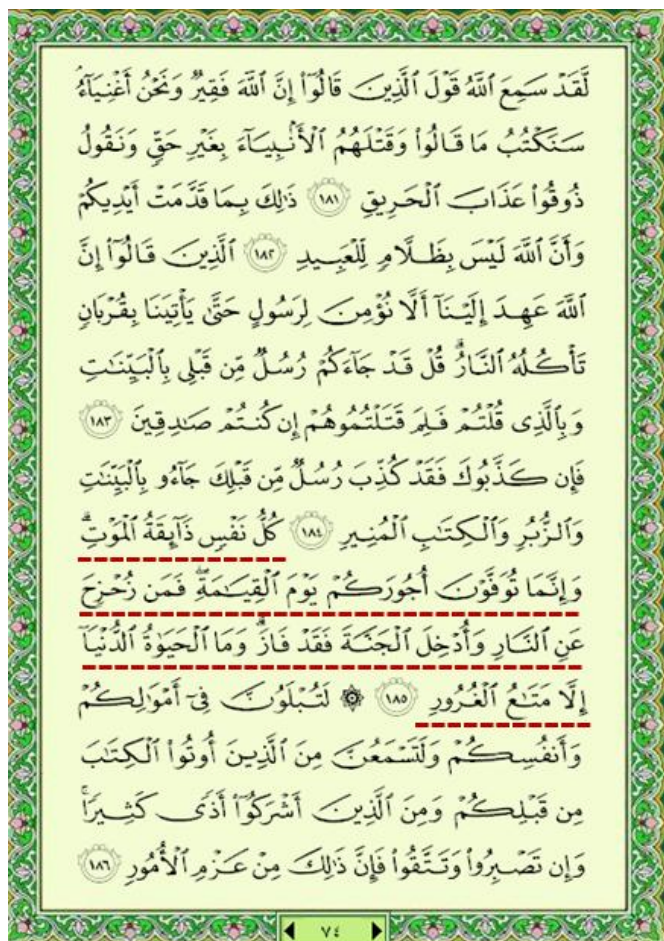 لَّقَدْ سَمِعَ ٱللَّهُ قَوْلَ ٱلَّذِينَ قَالُوٓا۟ إِنَّ ٱللَّهَ فَقِيرٌ وَنَحْنُ أَغْنِيَآءُ
سَنَكْتُبُ مَا قَالُوا۟ وَقَتْلَهُمُ ٱلْأَنۢبِيَآءَ بِغَيْرِ حَقٍّ وَنَقُولُ
ذُوقُوا۟ عَذَابَ ٱلْحَرِيقِ ١٨١ ذَٰلِكَ بِمَا قَدَّمَتْ أَيْدِيكُمْ
وَأَنَّ ٱللَّهَ لَيْسَ بِظَلَّامٍ لِّلْعَبِيدِ ١٨٢ ٱلَّذِينَ قَالُوٓا۟ إِنَّ
ٱللَّهَ عَهِدَ إِلَيْنَآ أَلَّا نُؤْمِنَ لِرَسُولٍ حَتَّىٰ يَأْتِيَنَا بِقُرْبَانٍ
تَأْكُلُهُ ٱلنَّارُ ۗ قُلْ قَدْ جَآءَكُمْ رُسُلٌ مِّن قَبْلِى بِٱلْبَيِّنَٰتِ
وَبِٱلَّذِى قُلْتُمْ فَلِمَ قَتَلْتُمُوهُمْ إِن كُنتُمْ صَٰدِقِينَ ١٨٣
فَإِن كَذَّبُوكَ فَقَدْ كُذِّبَ رُسُلٌ مِّن قَبْلِكَ جَآءُو بِٱلْبَيِّنَٰتِ
وَٱلزُّبُرِ وَٱلْكِتَٰبِ ٱلْمُنِيرِ ١٨٤ كُلُّ نَفْسٍ ذَآئِقَةُ ٱلْمَوْتِ ۗ
وَإِنَّمَا تُوَفَّوْنَ أُجُورَكُمْ يَوْمَ ٱلْقِيَٰمَةِ ۖ فَمَن زُحْزِحَ
عَنِ ٱلنَّارِ وَأُدْخِلَ ٱلْجَنَّةَ فَقَدْ فَازَ ۗ وَمَا ٱلْحَيَوٰةُ ٱلدُّنْيَآ
إِلَّا مَتَٰعُ ٱلْغُرُورِ ١٨٥ ۞ لَتُبْلَوُنَّ فِىٓ أَمْوَٰلِكُمْ
وَأَنفُسِكُمْ وَلَتَسْمَعُنَّ مِنَ ٱلَّذِينَ أُوتُوا۟ ٱلْكِتَٰبَ
مِن قَبْلِكُمْ وَمِنَ ٱلَّذِينَ أَشْرَكُوٓا۟ أَذًى كَثِيرًا ۚ
وَإِن تَصْبِرُوا۟ وَتَتَّقُوا۟ فَإِنَّ ذَٰلِكَ مِنْ عَزْمِ ٱلْأُمُورِ ١٨٦
٧٤